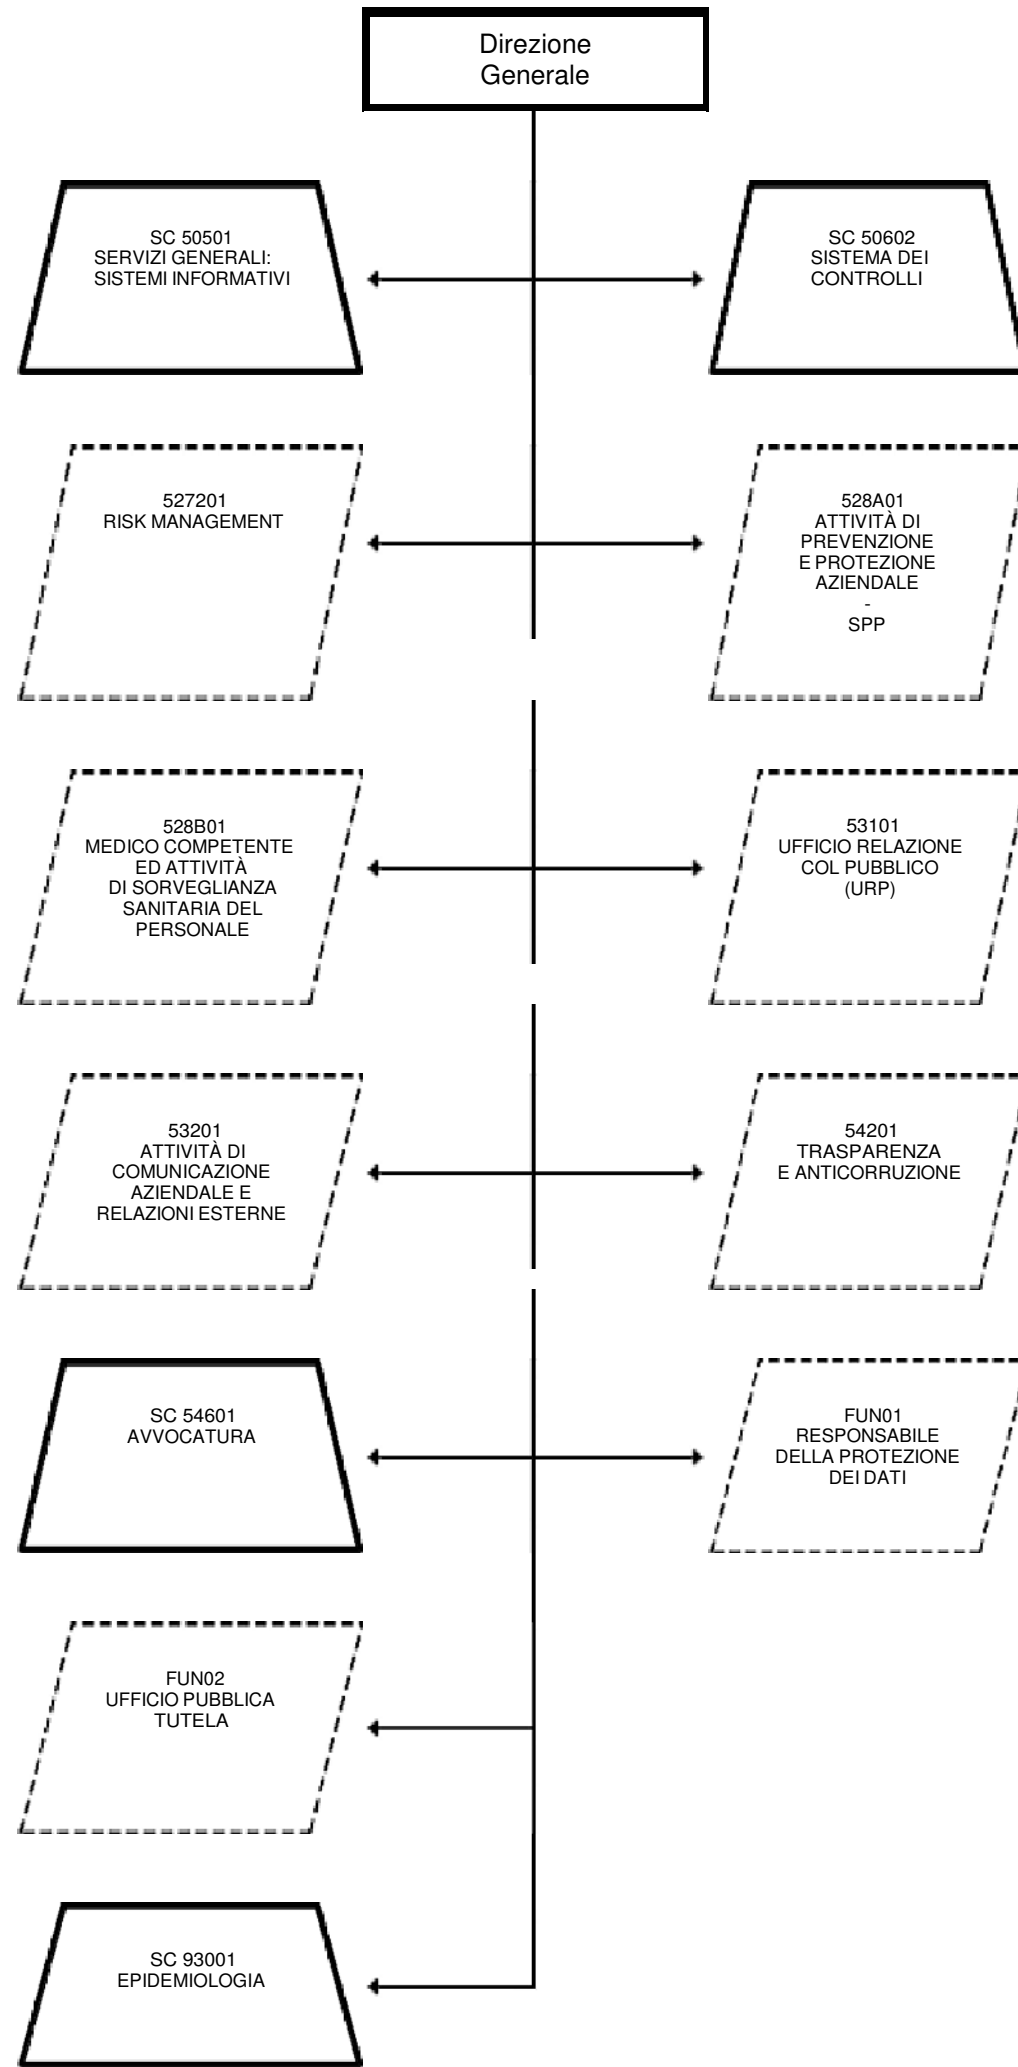 Direzione
Generale
SC 50501
SERVIZI GENERALI:
SISTEMI INFORMATIVI
SC 50602
SISTEMA DEI
CONTROLLI
527201
RISK MANAGEMENT
528A01
ATTIVITÀ DI
PREVENZIONE
E PROTEZIONE
AZIENDALE
-
SPP
528B01
MEDICO COMPETENTE
ED ATTIVITÀ
DI SORVEGLIANZA
SANITARIA DEL
PERSONALE
53101
UFFICIO RELAZIONE
COL PUBBLICO
(URP)
53201
ATTIVITÀ DI
COMUNICAZIONE
AZIENDALE E
RELAZIONI ESTERNE
54201
TRASPARENZA
E ANTICORRUZIONE
SC 54601
AVVOCATURA
FUN01
RESPONSABILE
DELLA PROTEZIONE
DEI DATI
FUN02
UFFICIO PUBBLICA
TUTELA
SC 93001
EPIDEMIOLOGIA